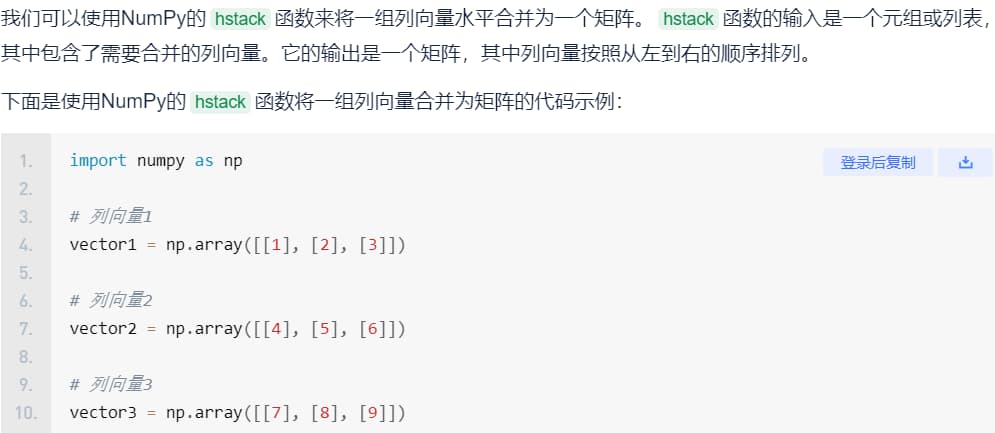 我们可以使用NumPy的 hstack 函数来将一组列向量水平合并为一个矩阵。 hstack 函数的输入是一个元组或列表，
其中包含了需要合并的列向量。它的输出是一个矩阵，其中列向量按照从左到右的顺序排列。
下面是使用NumPy的 hstack 函数将一组列向量合并为矩阵的代码示例：
1. import numpy as np 登录后复制
2.
3. # 列向量1
4. vector1 = np.array([[1], [2], [3]])
5.
6. # 列向量2
7. vector2 = np.array([[4], [5], [6]])
8.
9. # 列向量3
10. vector3 = np.array([[7], [8], [9]])